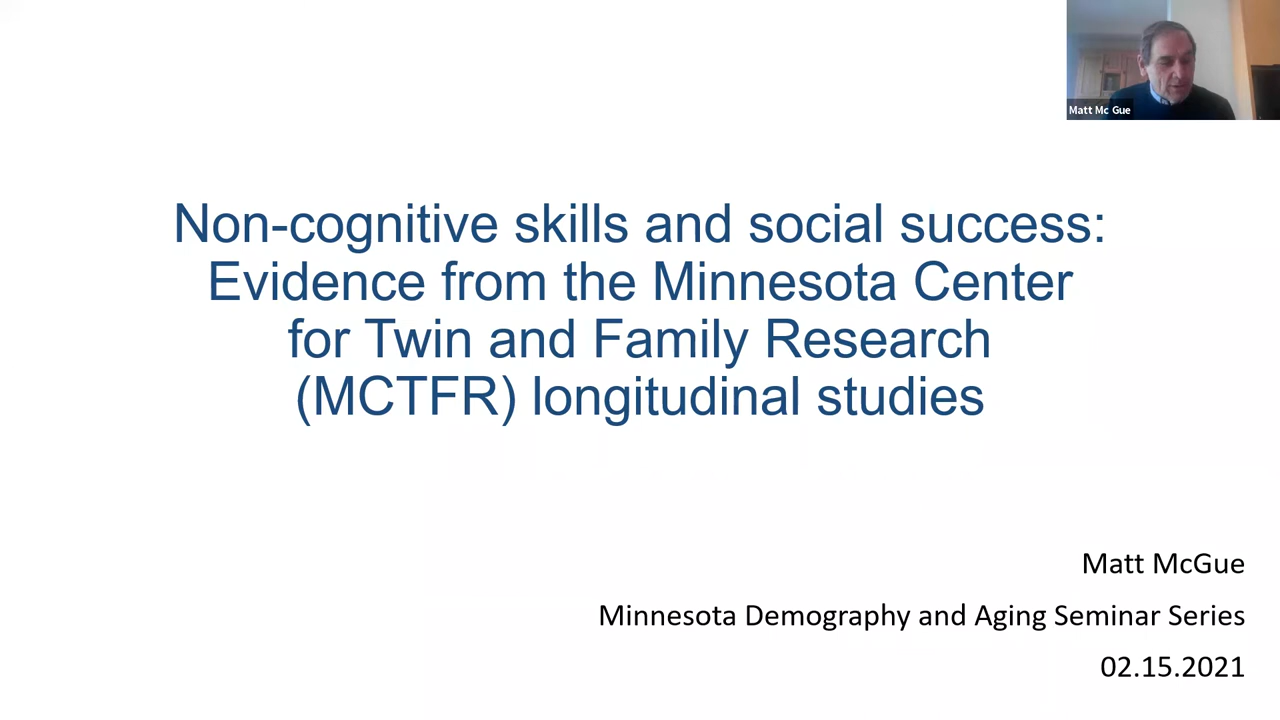 Matt Mc Gue
Non-cognitive skills and social success:
Evidence from the Minnesota Center
for Twin and Family Research
(MCTFR) longitudinal studies
Matt McGue
Minnesota Demography and Aging Seminar Series
02.15.2021